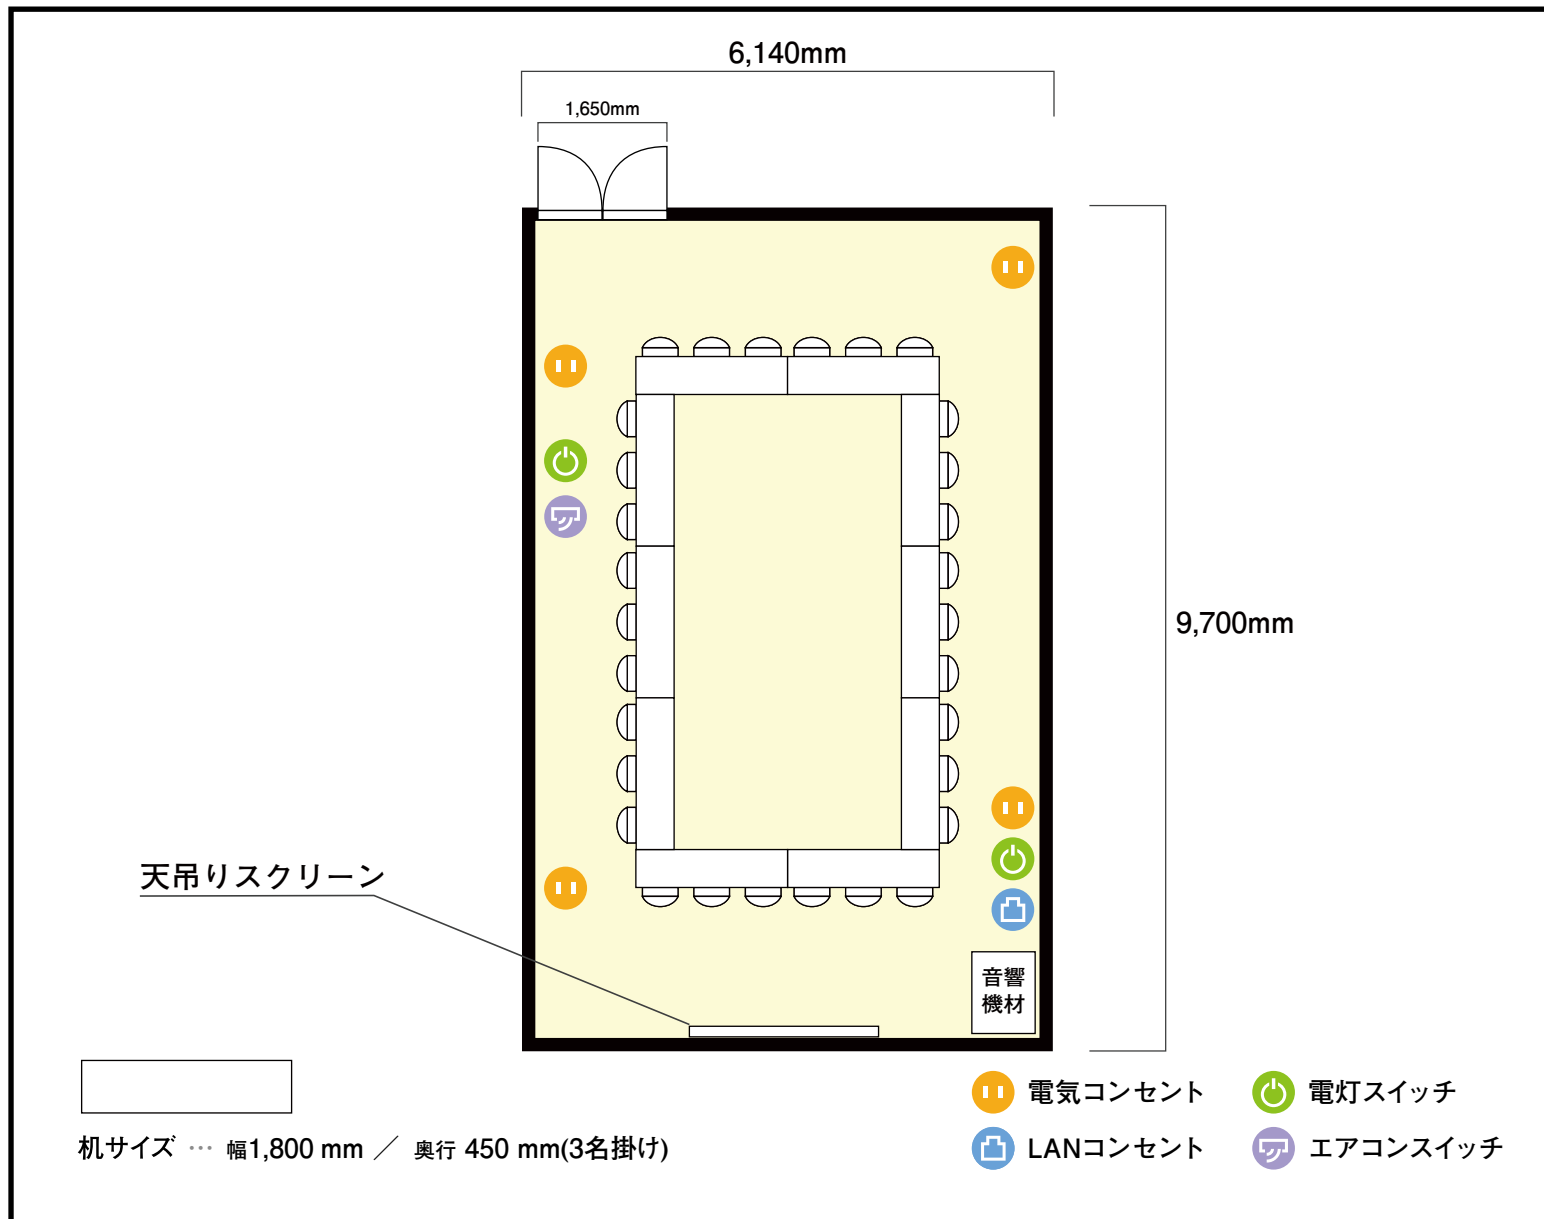 6,140mm
1,650mm
9,700mm
天吊りスクリーン
音響
機材
机サイズ … 幅1,800 mm ／ 奥行 450 mm(3名掛け)
電気コンセント
電灯スイッチ
LANコンセント
エアコンスイッチ